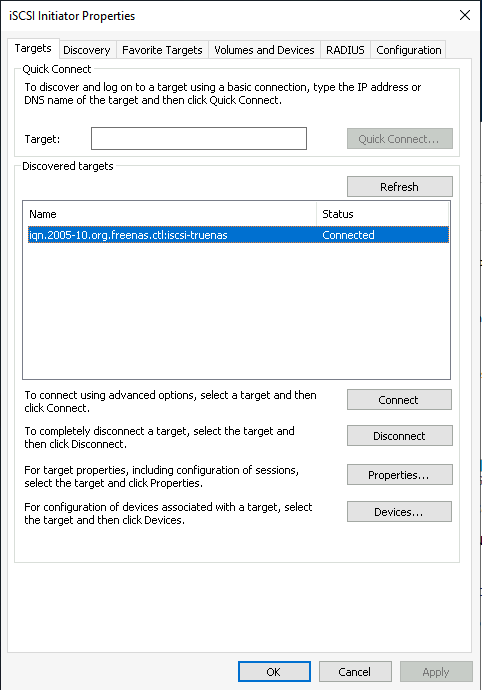 iSCSI Initiator Properties
Targets Discovery Favorite Targets Volumes and Devices RADIUS Configuration
Quick Connect
To discover and log on to a target using a basic connection, type the IP address or
DNS name of the target and then click Quick Connect.
Target:
Quick Connect...
Discovered targets
Refresh
Name Status
iqn.2005-10.org.freenas.ctl:iscsi-truenas Connected
To connect using advanced options, select a target and then
click Connect.
Connect
To completely disconnect a target, select the target and
then click Disconnect.
Disconnect
For target properties, including configuration of sessions,
select the target and click Properties.
Properties...
For configuration of devices associated with a target, select
the target and then click Devices.
Devices...
OK Cancel Apply